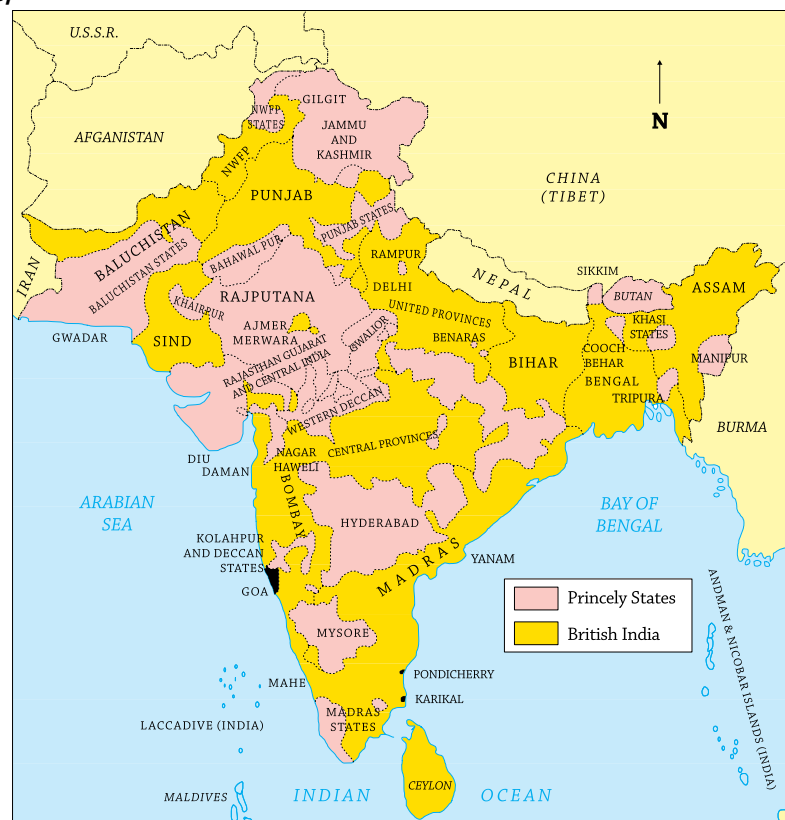 U.S.S.R.
GILGIT
NWFP
STATES
JAMMU
AND
KASHMIR
N
AFGANISTAN
NWFP
PUNJAB
CHINA
(TIBET)
PUNJAB STATES
BALUCHISTAN
BALUCHISTAN STATES
BAHAWAL PUR
RAMPUR
DELHI
NEPAL
SIKKIM
BUTAN
ASSAM
IRAN
KHAIRPUR
RAJPUTANA
UNITED PROVINCES
KHASI
STATES
GWADAR
SIND
AJMER
MERWARA
GWALIOR
BENARAS
BIHAR
COOCH
BEHAR
MANIPUR
RAJASTHAN GUJARAT
AND CENTRAL INDIA
BENGAL
TRIPURA
WESTERN DECCAN
BURMA
CENTRAL PROVINCES
DIU
DAMAN
NAGAR
HAWELI
BOMBAY
ARABIAN
SEA
BAY OF
BENGAL
HYDERABAD
KOLAHPUR
AND DECCAN
STATES
MADRAS
YANAM
GOA
Princely States
British India
MYSORE
ANDMAN & NICOBAR ISLANDS (INDIA)
MAHE
PONDICHERRY
KARIKAL
MADRAS
STATES
LACCADIVE (INDIA)
CEYLON
MALDIVES
INDIAN OCEAN